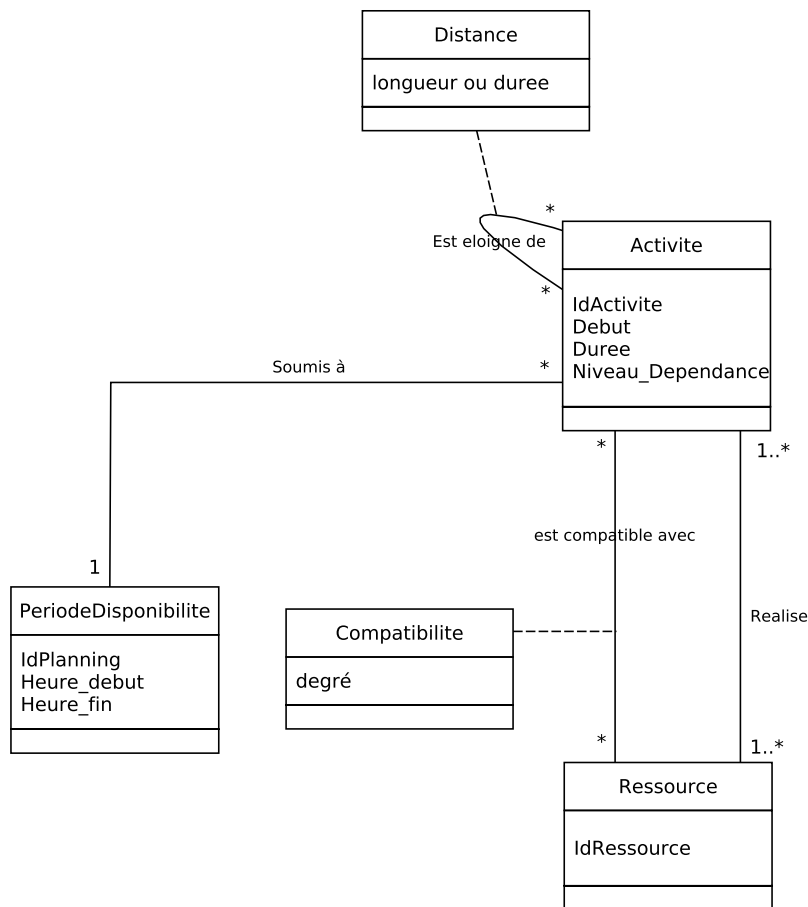 Distance
longueur ou duree
*
Est eloigne de
*
Activite
IdActivite
Debut
Duree
Niveau_Dependance
Soumis à
*
*
1..*
est compatible avec
1
PeriodeDisponibilite
IdPlanning
Heure_debut
Heure_fin
Compatibilite
degré
Realise
*
1..*
Ressource
IdRessource